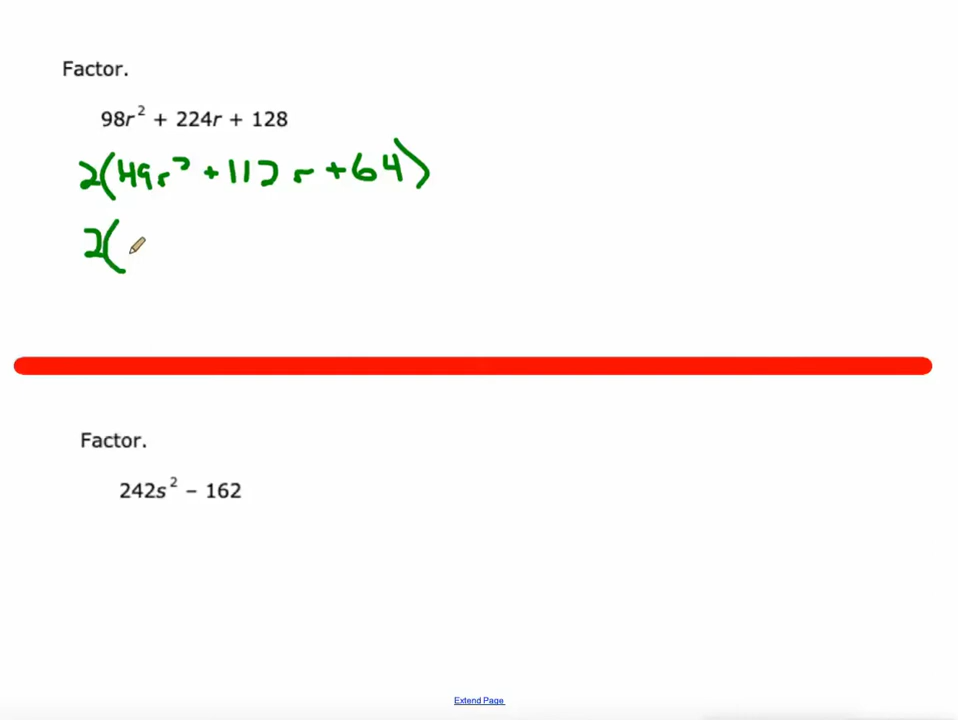 Factor.
98r² + 224r + 128
2(49r² + 112r + 64)
2(
Factor.
242s² – 162
Extend Page